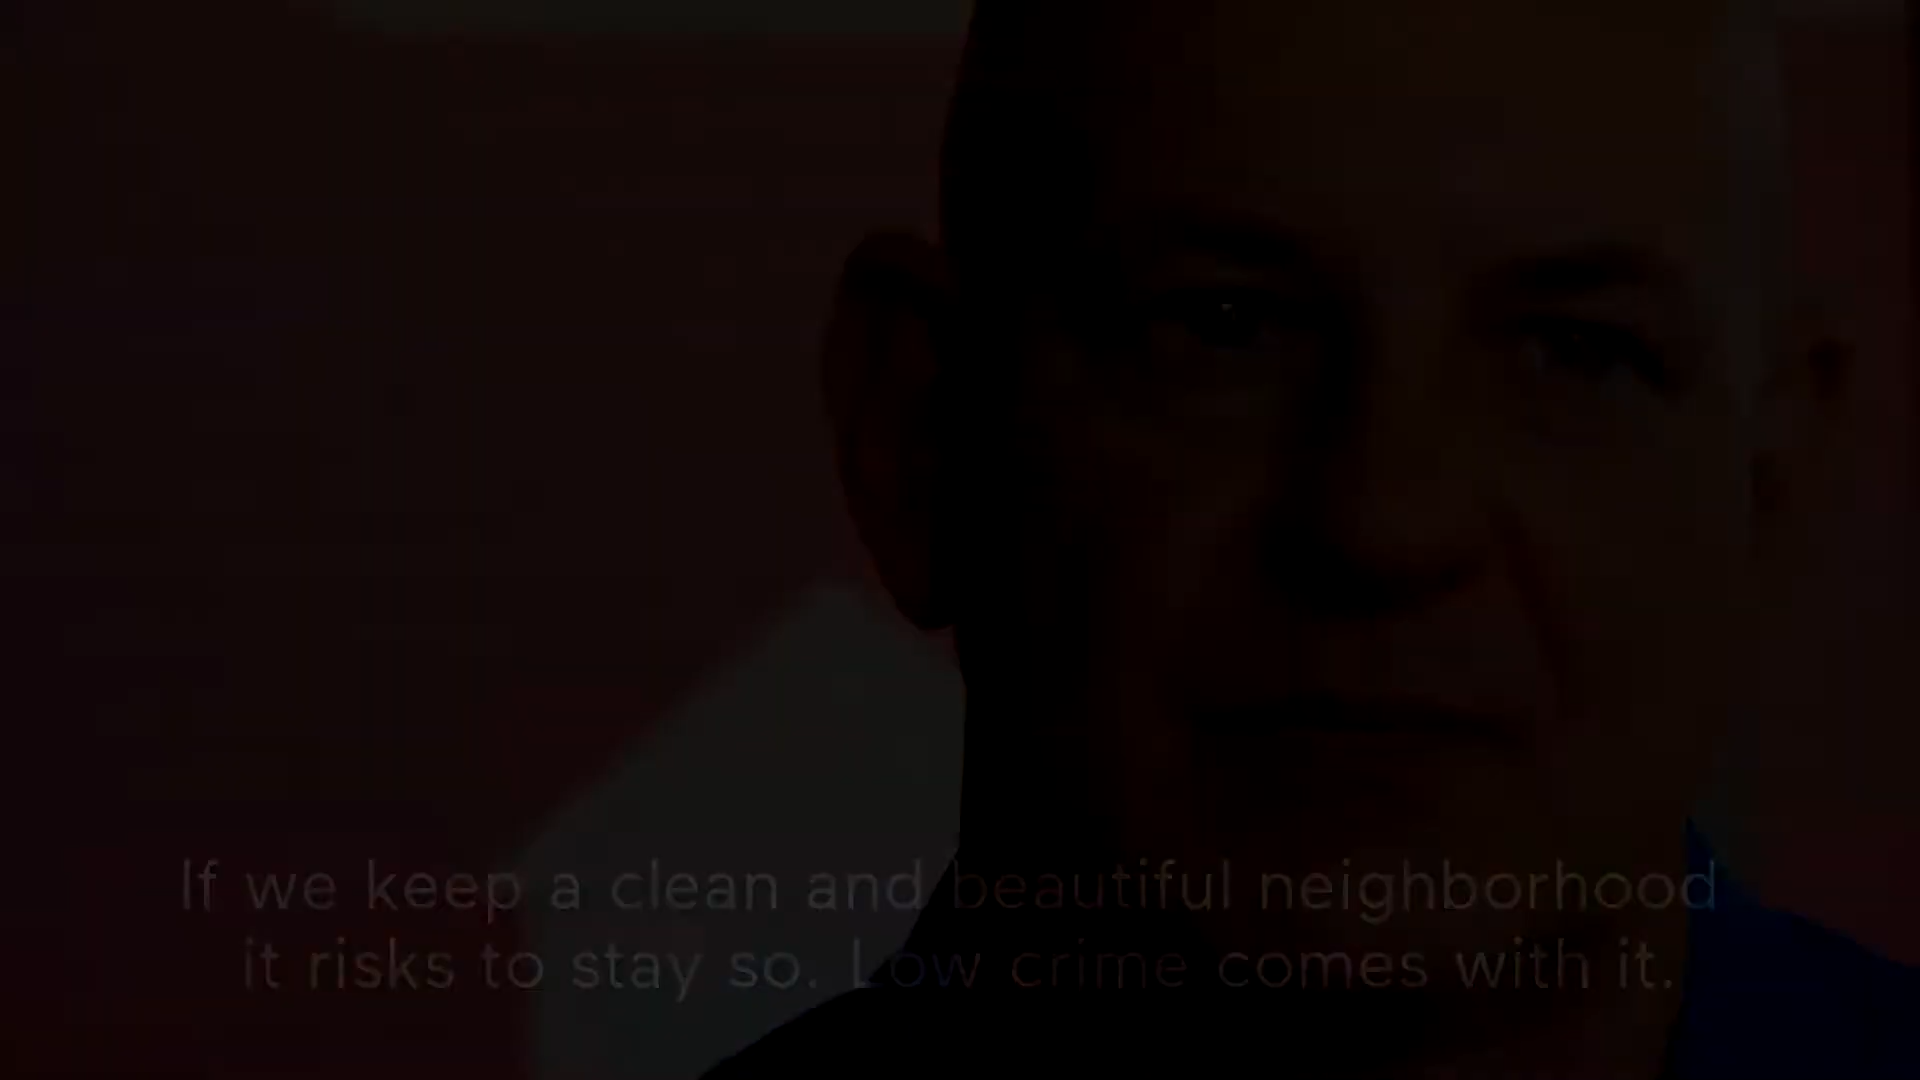 If we keep a clean and beautiful neighborhood
it risks to stay so. Low crime comes with it.